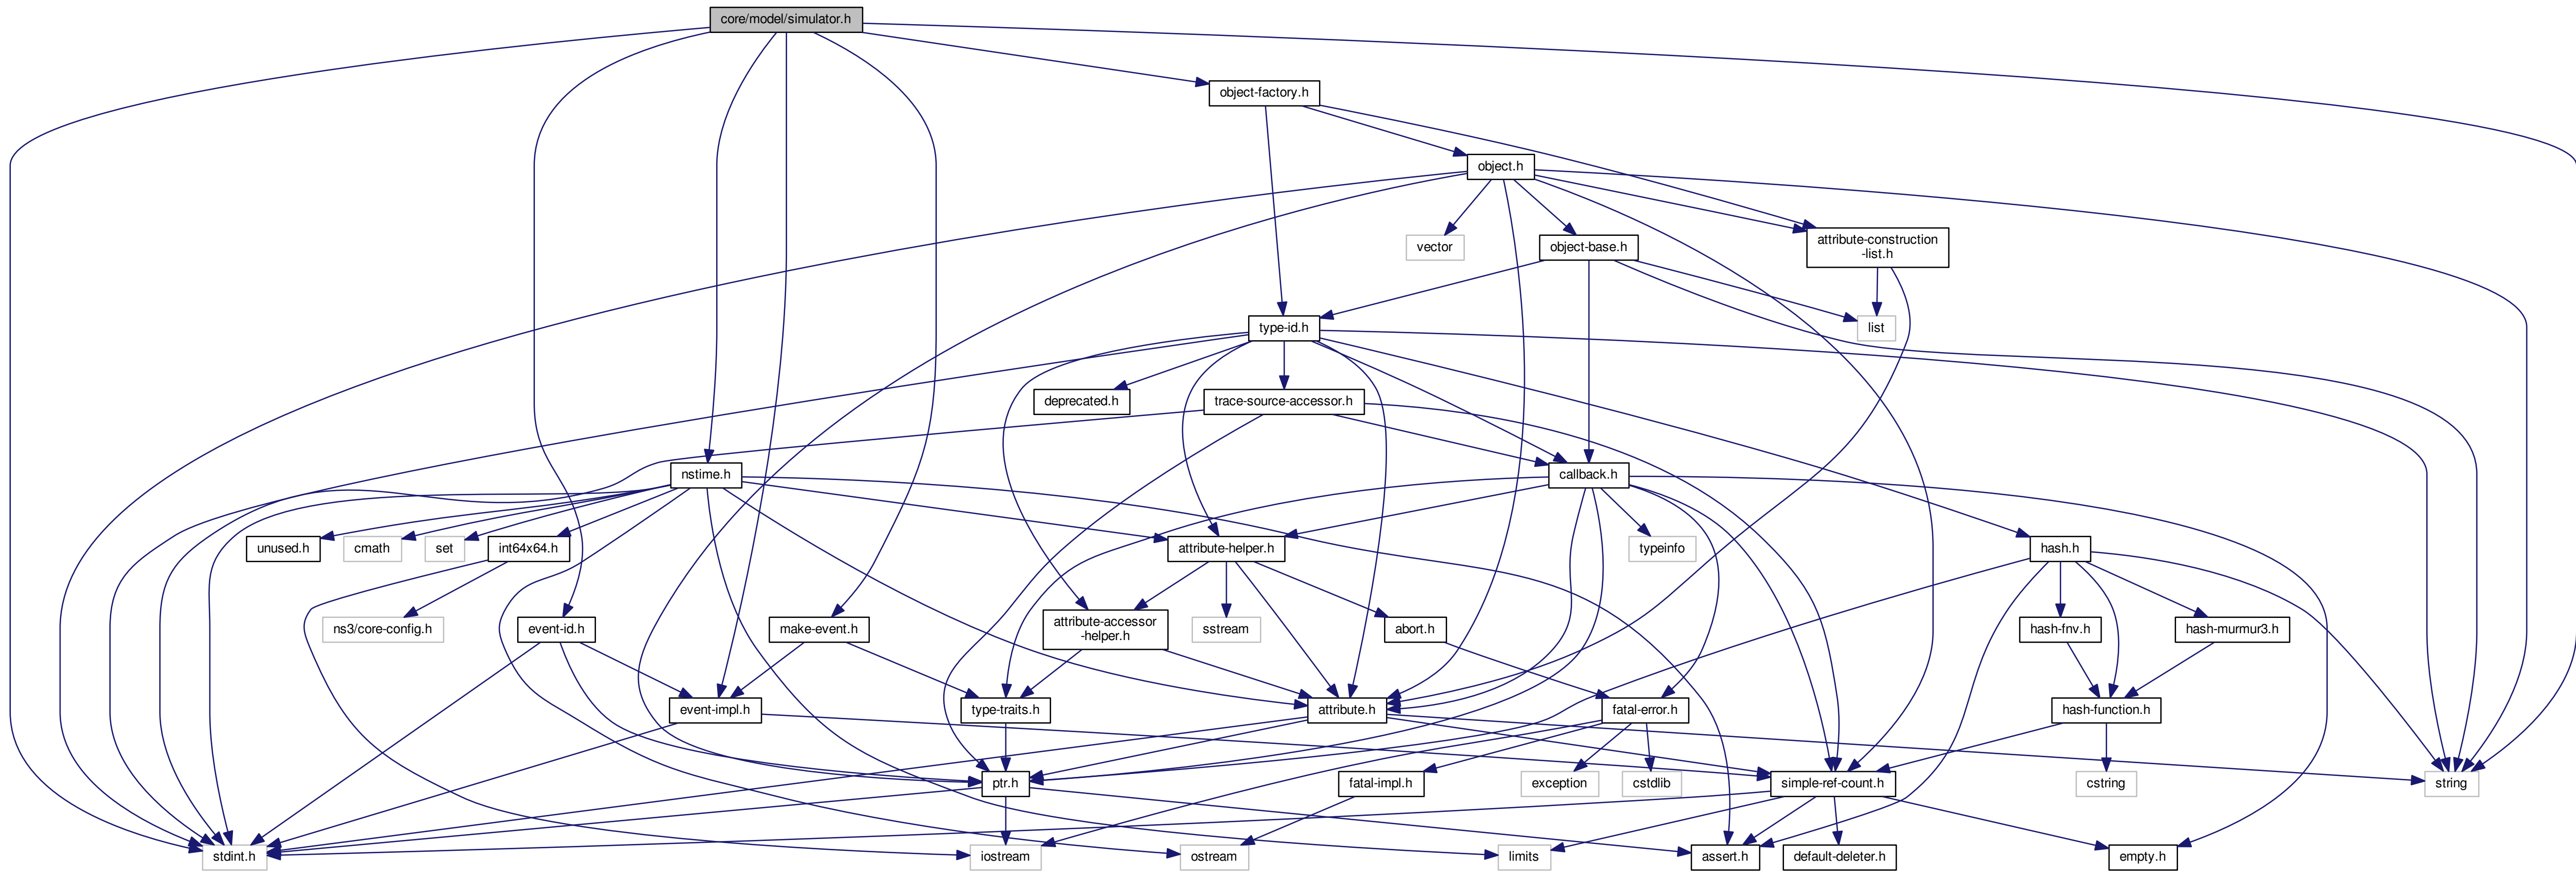 core/model/simulator.h
object-factory.h
object.h
vector
object-base.h
attribute-construction
-list.h
type-id.h
list
deprecated.h
trace-source-accessor.h
nstime.h
callback.h
unused.h
cmath
set
int64x64.h
attribute-helper.h
typeinfo
hash.h
ns3/core-config.h
event-id.h
make-event.h
attribute-accessor
-helper.h
sstream
abort.h
hash-fnv.h
hash-murmur3.h
event-impl.h
type-traits.h
attribute.h
fatal-error.h
hash-function.h
ptr.h
fatal-impl.h
exception
cstdlib
simple-ref-count.h
cstring
string
stdint.h
iostream
ostream
limits
assert.h
default-deleter.h
empty.h